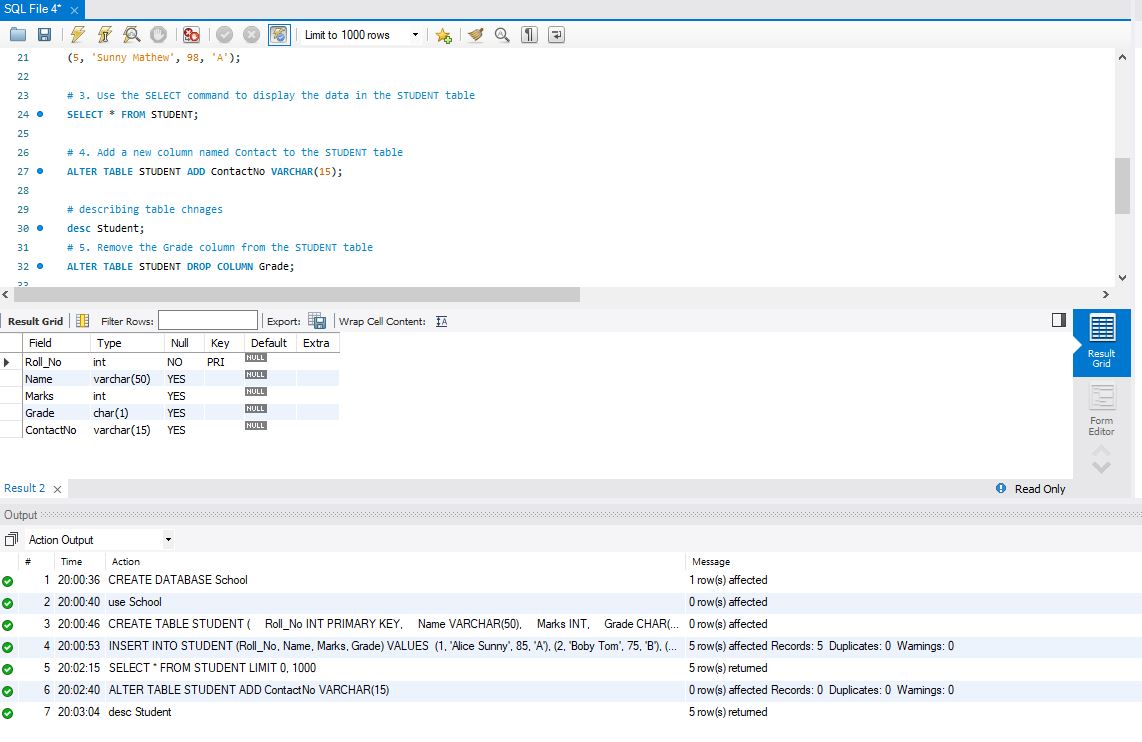 SQL File 4*
Limit to 1000 rows
21 (5, 'Sunny Mathew', 98, 'A');
22
23 # 3. Use the SELECT command to display the data in the STUDENT table
24 SELECT * FROM STUDENT;
25
26 # 4. Add a new column named Contact to the STUDENT table
27 ALTER TABLE STUDENT ADD ContactNo VARCHAR(15);
28
29 # describing table chnages
30 desc Student;
31 # 5. Remove the Grade column from the STUDENT table
32 ALTER TABLE STUDENT DROP COLUMN Grade;
33
Result Grid Filter Rows: Export: Wrap Cell Content: IA
Field Type Null Key Default Extra
Roll_No int NO PRI NULL
Name varchar(50) YES NULL
Marks int YES NULL
Grade char(1) YES NULL
ContactNo varchar(15) YES NULL
Result
Grid
Form
Editor
Result 2 Read Only
Output
Action Output
# Time Action Message
1 20:00:36 CREATE DATABASE School 1 row(s) affected
2 20:00:40 use School 0 row(s) affected
3 20:00:46 CREATE TABLE STUDENT ( Roll_No INT PRIMARY KEY, Name VARCHAR(50), Marks INT, Grade CHAR(... 0 row(s) affected
4 20:00:53 INSERT INTO STUDENT (Roll_No, Name, Marks, Grade) VALUES (1, 'Alice Sunny', 85, 'A'), (2, 'Boby Tom', 75, 'B'), (... 5 row(s) affected Records: 5 Duplicates: 0 Warnings: 0
5 20:02:15 SELECT * FROM STUDENT LIMIT 0, 1000 5 row(s) returned
6 20:02:40 ALTER TABLE STUDENT ADD ContactNo VARCHAR(15) 0 row(s) affected Records: 0 Duplicates: 0 Warnings: 0
7 20:03:04 desc Student 5 row(s) returned